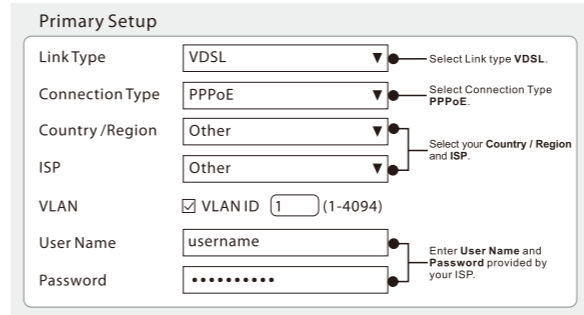 Primary Setup
Link Type VDSL ▼ Select Link type VDSL.
Connection Type PPPoE ▼ Select Connection Type
PPPoE.
Country /Region Other ▼
Select your Country / Region
and ISP.
ISP Other ▼
VLAN ☑ VLAN ID 1 (1-4094)
User Name username
Enter User Name and
Password provided by
your ISP.
Password ••••••••••